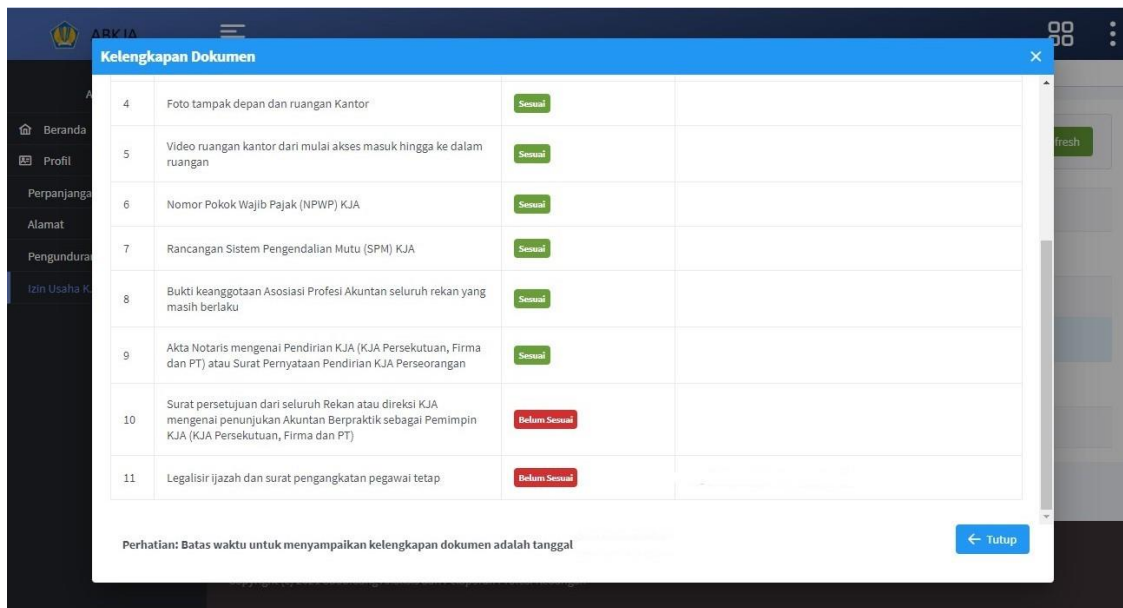 ABKJA
Kelengkapan Dokumen
Beranda
Profil
Alamat
Izin Usaha K
fresh
4 Foto tampak depan dan ruangan Kantor Sesuai
5 Video ruangan kantor dari mulai akses masuk hingga ke dalam
ruangan Sesuai
6 Nomor Pokok Wajib Pajak (NPWP) KJA Sesuai
7 Rancangan Sistem Pengendalian Mutu (SPM) KJA Sesuai
8 Bukti keanggotaan Asosiasi Profesi Akuntan seluruh rekan yang
masih berlaku Sesuai
9 Akta Notaris mengenai Pendirian KJA (KJA Persekutuan, Firma
dan PT) atau Surat Pernyataan Pendirian KJA Perseorangan Sesuai
10 Surat persetujuan dari seluruh Rekan atau direksi KJA
mengenai penunjukan Akuntan Berpraktik sebagai Pemimpin
KJA (KJA Persekutuan, Firma dan PT) Belum Sesuai
11 Legalisir ijazah dan surat pengangkatan pegawai tetap Belum Sesuai
Perhatian: Batas waktu untuk menyampaikan kelengkapan dokumen adalah tanggal
Tutup